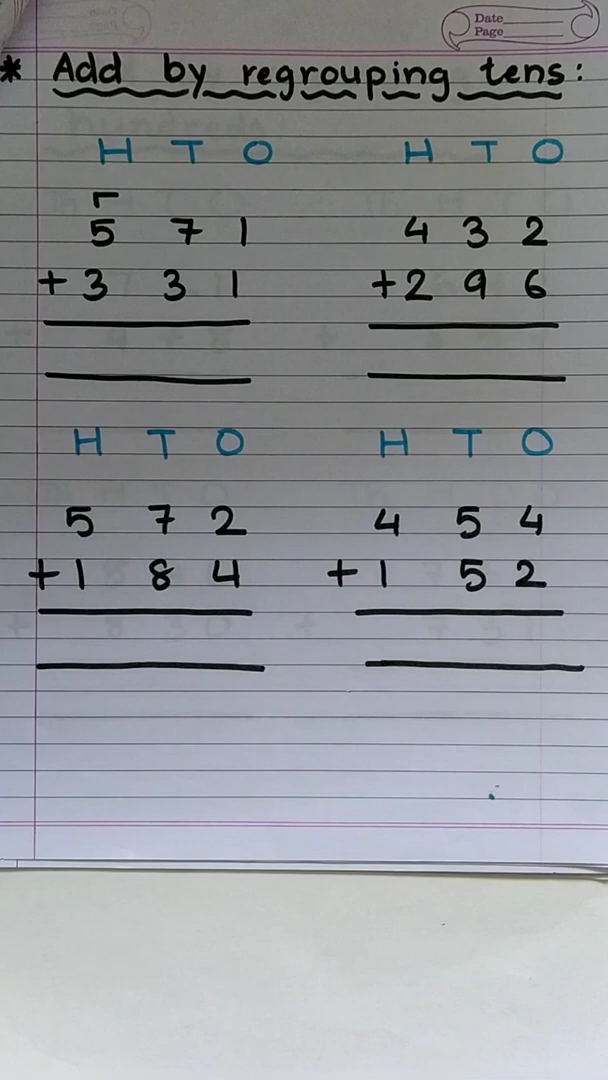 Date
Page
* Add by regrouping tens:
H T O H T O
5 7 1 4 3 2
+3 3 1 +2 9 6
H T O H T O
5 7 2 4 5 4
+1 8 4 +1 5 2